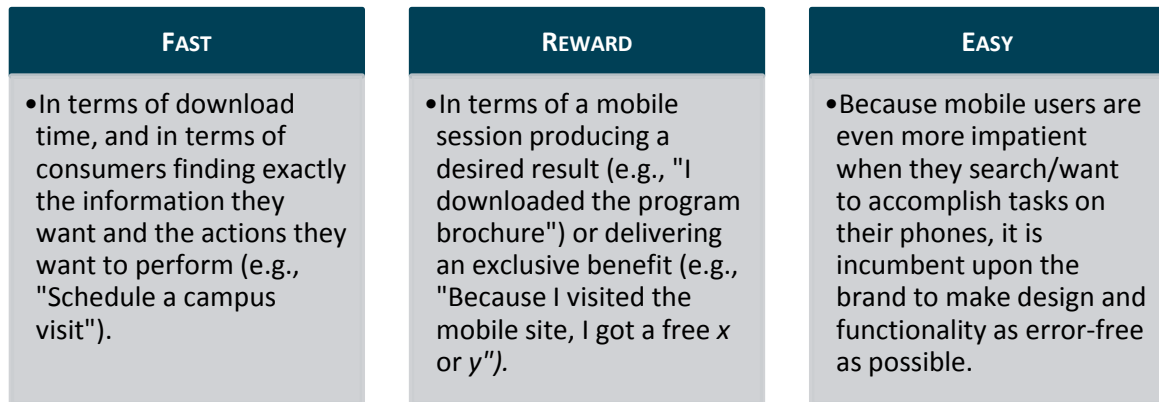 FAST
•In terms of download
time, and in terms of
consumers finding exactly
the information they
want and the actions they
want to perform (e.g.,
"Schedule a campus
visit").
REWARD
•In terms of a mobile
session producing a
desired result (e.g., "I
downloaded the program
brochure") or delivering
an exclusive benefit (e.g.,
"Because I visited the
mobile site, I got a free x
or y").
EASY
•Because mobile users are
even more impatient
when they search/want
to accomplish tasks on
their phones, it is
incumbent upon the
brand to make design and
functionality as error-free
as possible.